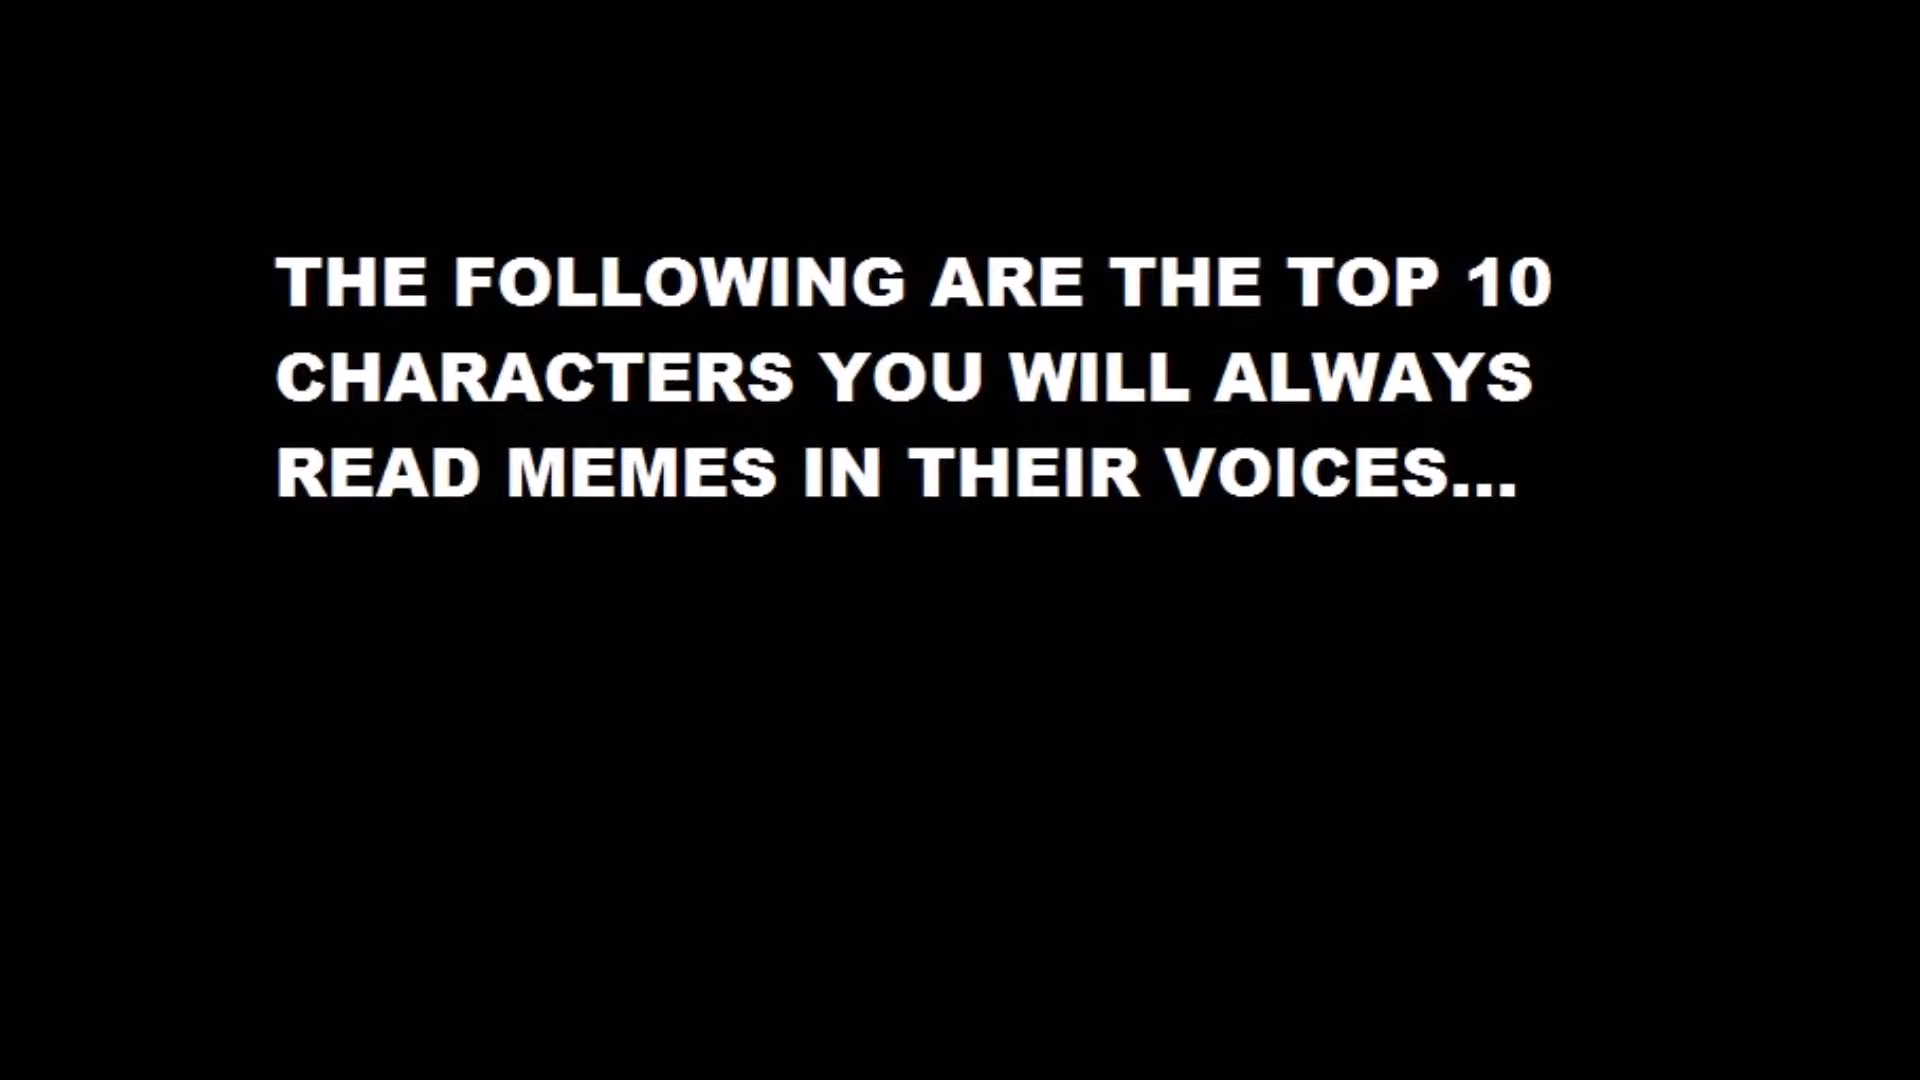 THE FOLLOWING ARE THE TOP 10
CHARACTERS YOU WILL ALWAYS
READ MEMES IN THEIR VOICES...